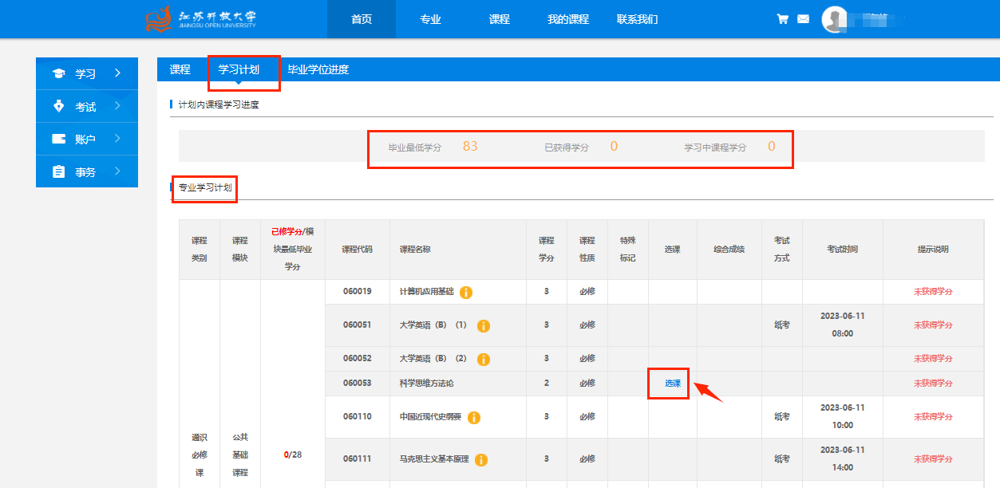 江苏开放大学
JIANGSU OPEN UNIVERSITY
首页 专业 课程 我的课程 联系我们
学习
考试
账户
事务
课程 学习计划 毕业学位进度
计划内课程学习进度
毕业最低学分 83 已获得学分 0 学习中课程学分 0
专业学习计划
课程类别 课程模块 已修学分/模块最低毕业学分 课程代码 课程名称 课程学分 课程性质 特殊标记 选课 综合成绩 考试方式 考试时间 提示说明
060019 计算机应用基础 3 必修 未获得学分
060051 大学英语（B）（1） 3 必修 纸考 2023-06-11 08:00 未获得学分
060052 大学英语（B）（2） 3 必修 未获得学分
060053 科学思维方法论 2 必修 选课 未获得学分
060110 中国近现代史纲要 3 必修 纸考 2023-06-11 10:00 未获得学分
通识必修课 公共基础课程 0/28
060111 马克思主义基本原理 3 必修 纸考 2023-06-11 14:00 未获得学分